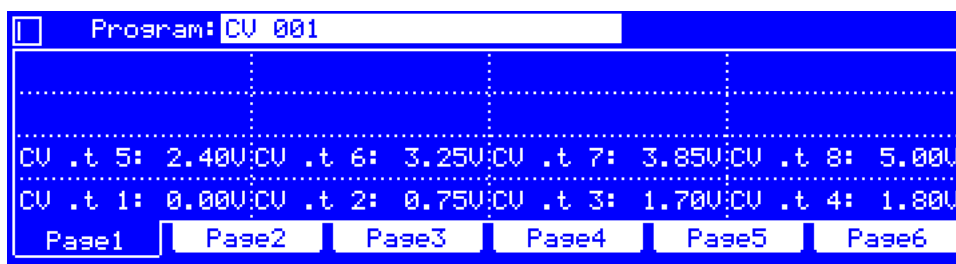 Program:CV 001
CV .t 5: 2.40V CV .t 6: 3.25V CV .t 7: 3.85V CV .t 8: 5.00V
CV .t 1: 0.00V CV .t 2: 0.75V CV .t 3: 1.70V CV .t 4: 1.80V
Page1 Page2 Page3 Page4 Page5 Page6